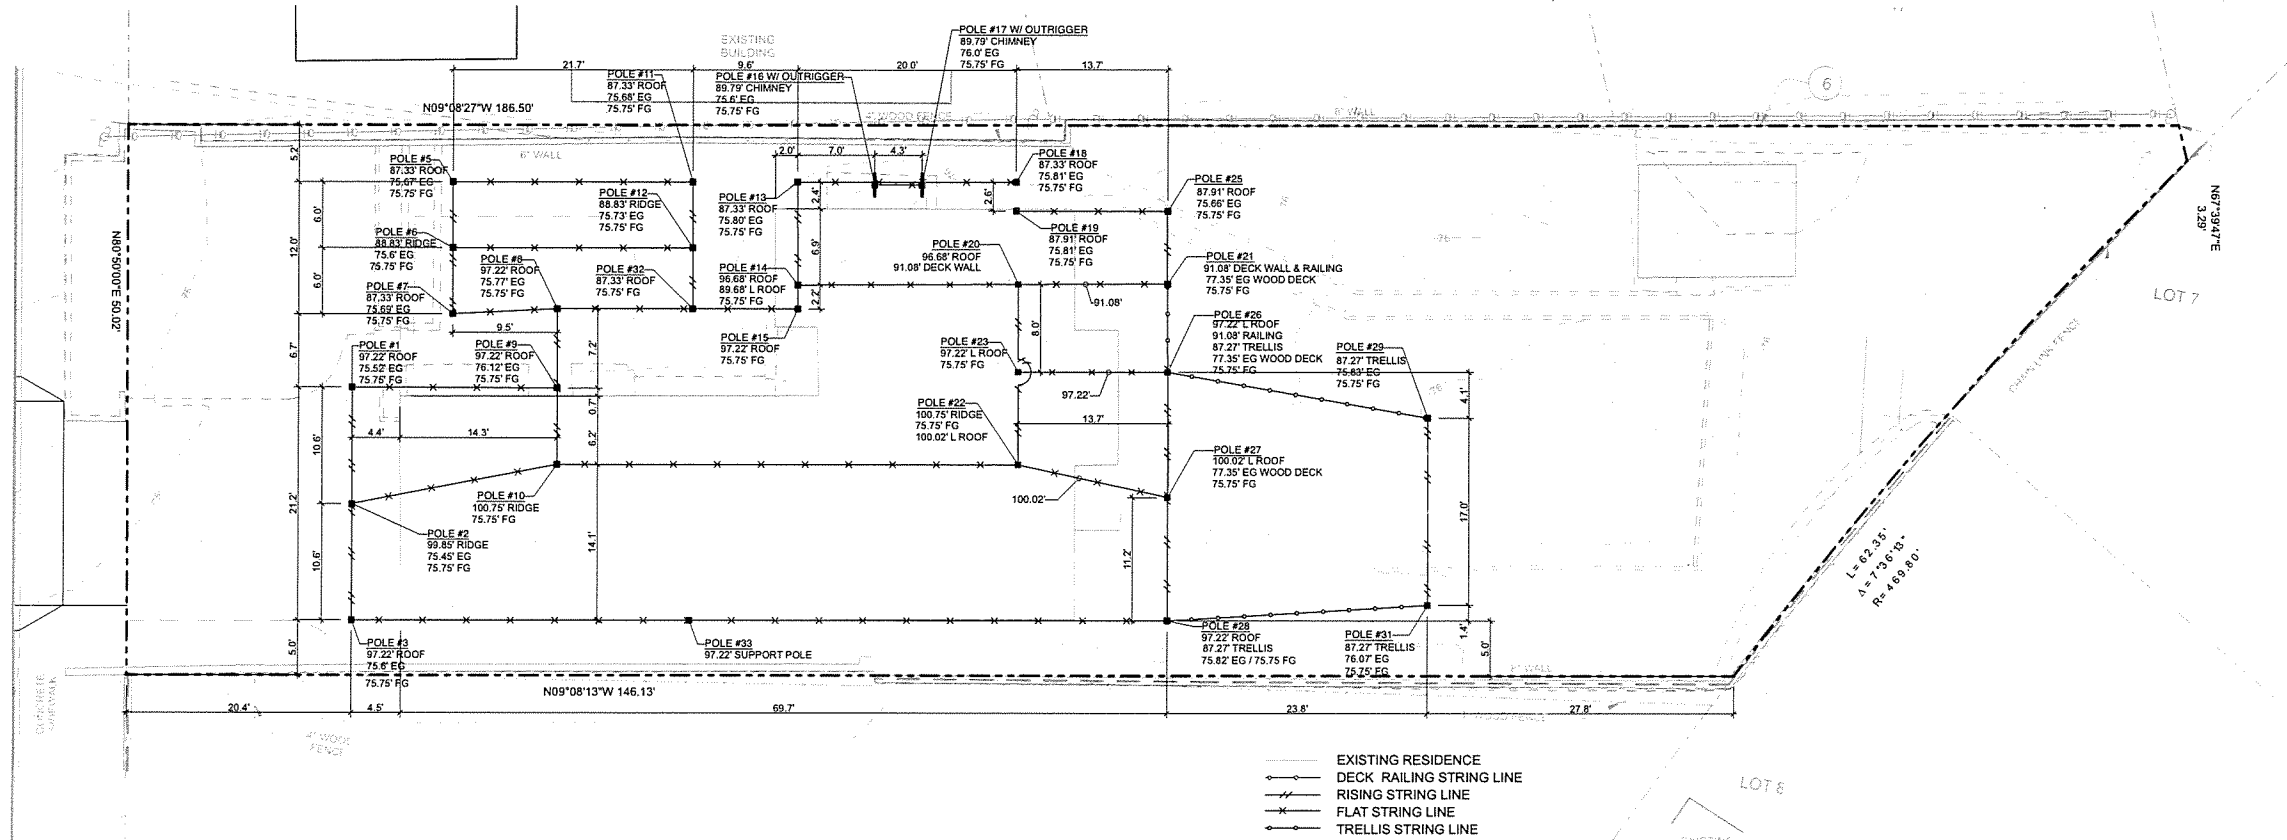 EXISTING
BUILDING
POLE #17 W/ OUTRIGGER
89.79' CHIMNEY
76.0' EG
75.75' FG
21.7'
9.6'
20.0'
13.7'
POLE #11
87.33' ROOF
75.68' EG
75.75' FG
POLE #16 W/ OUTRIGGER
89.79' CHIMNEY
75.6' EG
75.75' FG
6
N09°08'27"W 186.50'
WOOD FENCE
6' WALL
6' WALL
5.2'
2.0'
7.0'
4.3'
POLE #5
87.33' ROOF
75.67' EG
75.75' FG
POLE #18
87.33' ROOF
75.81' EG
75.75' FG
POLE #12
88.83' RIDGE
75.73' EG
75.75' FG
POLE #13
87.33' ROOF
75.80' EG
75.75' FG
2.4'
2.6'
POLE #25
87.91' ROOF
75.66' EG
75.75' FG
N67°39'47"E
3.29'
6.0'
12.0'
6.0'
POLE #6
88.83' RIDGE
75.6' EG
75.75' FG
POLE #19
87.91' ROOF
75.81' EG
75.75' FG
N80°50'00"E 50.02'
POLE #8
97.22' ROOF
75.77' EG
75.75' FG
POLE #32
87.33' ROOF
75.75' FG
POLE #14
96.68' ROOF
89.68' L ROOF
75.75' FG
6.9'
2.2'
POLE #20
96.68' ROOF
91.08' DECK WALL
POLE #21
91.08' DECK WALL & RAILING
77.35' EG WOOD DECK
75.75' FG
POLE #7
87.33' ROOF
75.69' EG
75.75' FG
91.08'
LOT 7
9.5'
POLE #15
97.22' ROOF
75.75' FG
8.0'
POLE #26
97.22' L ROOF
91.08' RAILING
87.27' TRELLIS
77.35' EG WOOD DECK
75.75' FG
6.7'
POLE #1
97.22' ROOF
75.52' EG
75.75' FG
POLE #9
97.22' ROOF
76.12' EG
75.75' FG
7.2'
POLE #23
97.22' L ROOF
75.75' FG
POLE #29
87.27' TRELLIS
75.83' EG
75.75' FG
CHAIN LINK FENCE
97.22'
4.1'
0.7'
POLE #22
100.75' RIDGE
75.75' FG
100.02' L ROOF
13.7'
10.6'
4.4'
14.3'
6.2'
POLE #27
100.02' L ROOF
77.35' EG WOOD DECK
75.75' FG
21.2'
POLE #10
100.75' RIDGE
75.75' FG
100.02'
17.0'
POLE #2
99.85' RIDGE
75.45' EG
75.75' FG
10.6'
14.1'
11.2'
L= 62.35'
Δ= 7°36'13"
R= 469.80'
5.0'
POLE #3
97.22' ROOF
75.6' EG
75.75' FG
POLE #33
97.22' SUPPORT POLE
POLE #28
97.22' ROOF
87.27' TRELLIS
75.82' EG / 75.75 FG
POLE #31
87.27' TRELLIS
76.07' EG
75.75' FG
1.4'
5.0'
N09°08'13"W 146.13'
CONCRETE
SIDEWALK
20.4'
4.5'
69.7'
23.8'
27.8'
WOOD FENCE
4' WOOD
FENCE
EXISTING RESIDENCE
DECK RAILING STRING LINE
RISING STRING LINE
FLAT STRING LINE
TRELLIS STRING LINE
LOT 8